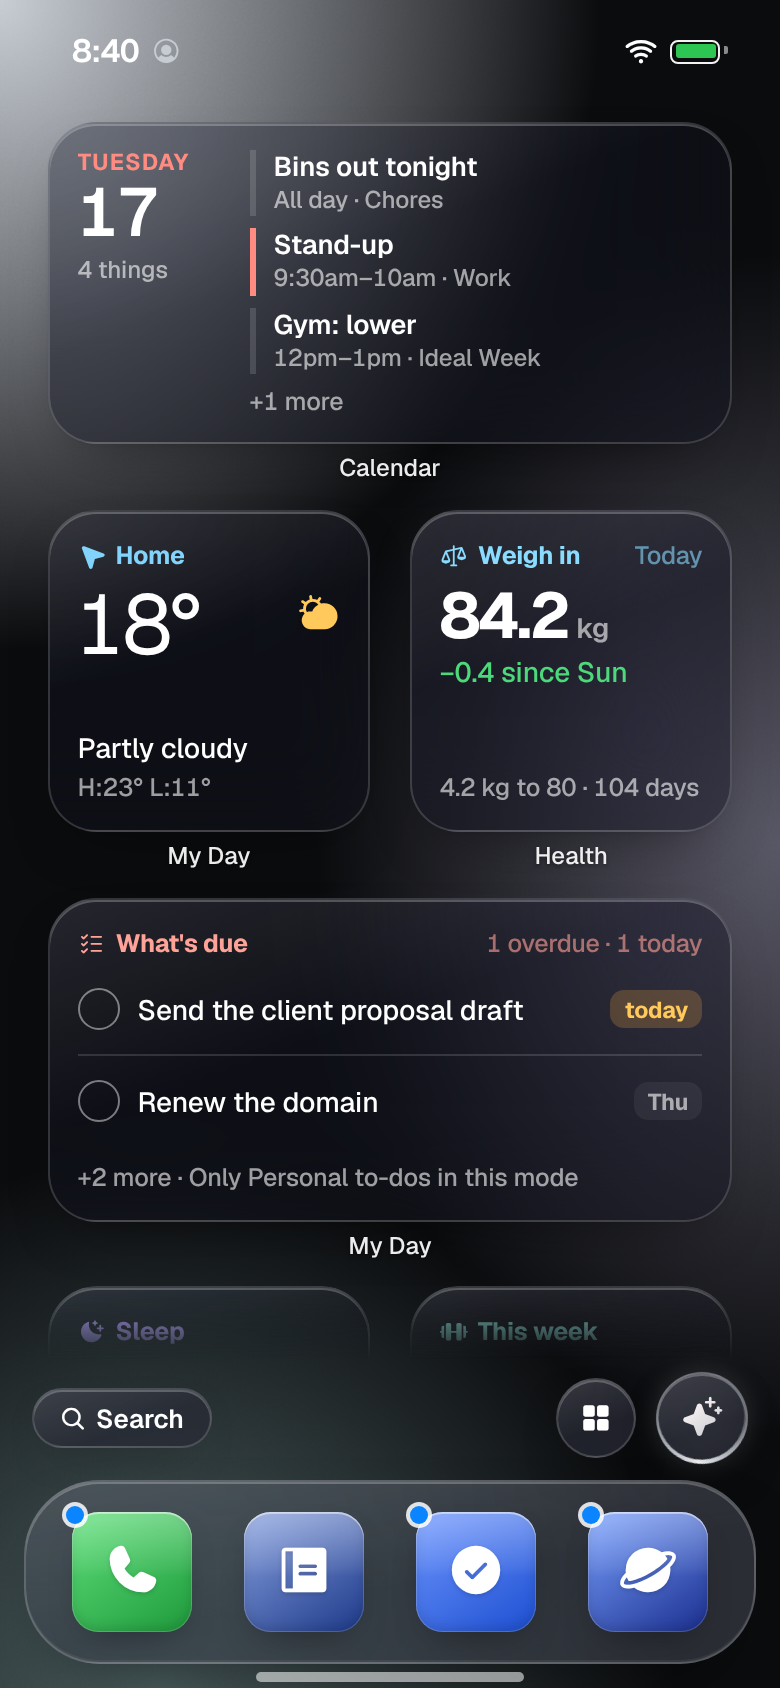 8:40
TUESDAY
17
4 things
Bins out tonight
All day · Chores
Stand-up
9:30am–10am · Work
Gym: lower
12pm–1pm · Ideal Week
+1 more
Calendar
Home
18°
Partly cloudy
H:23° L:11°
My Day
Weigh in Today
84.2 kg
−0.4 since Sun
4.2 kg to 80 · 104 days
Health
What's due 1 overdue · 1 today
Send the client proposal draft today
Renew the domain Thu
+2 more · Only Personal to-dos in this mode
My Day
Sleep
This week
Search